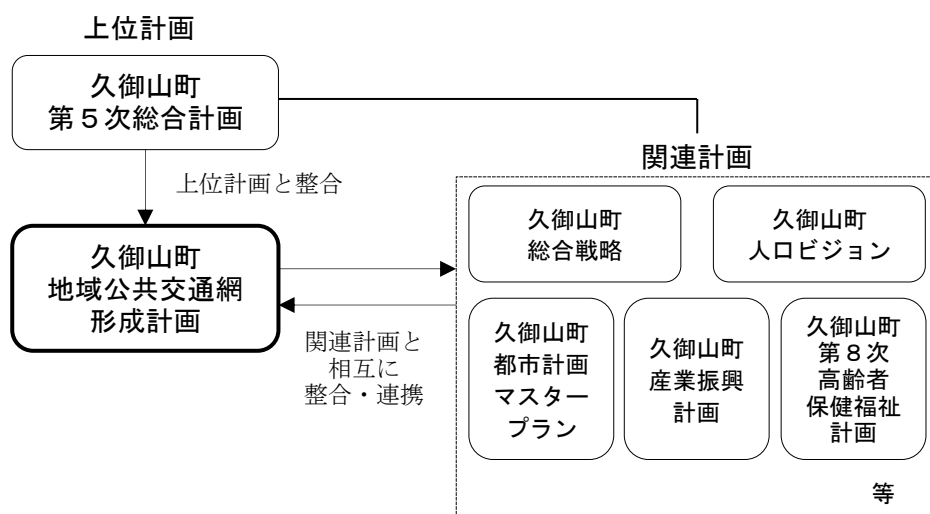 上位計画
久御山町
第５次総合計画
上位計画と整合
久御山町
地域公共交通網
形成計画
関連計画と
相互に
整合・連携
関連計画
久御山町
総合戦略
久御山町
人口ビジョン
久御山町
都市計画
マスター
プラン
久御山町
産業振興
計画
久御山町
第８次
高齢者
保健福祉
計画
等